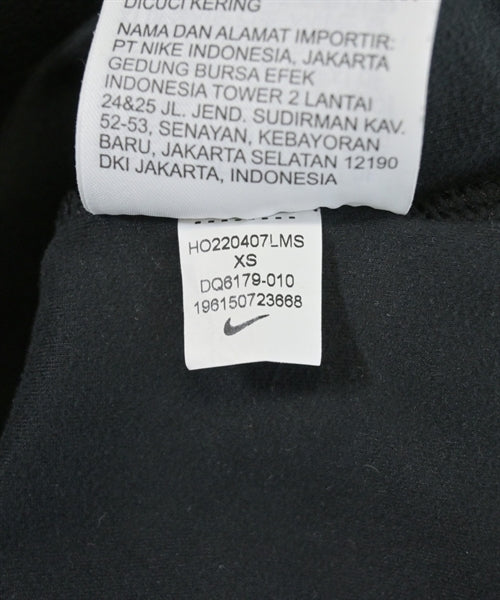 DICUCI KERING
NAMA DAN ALAMAT IMPORTIR:
PT NIKE INDONESIA, JAKARTA
GEDUNG BURSA EFEK
INDONESIA TOWER 2 LANTAI
24&25 JL. JEND. SUDIRMAN KAV.
52-53, SENAYAN, KEBAYORAN
BARU, JAKARTA SELATAN 12190
DKI JAKARTA, INDONESIA
HO220407LMS
XS
DQ6179-010
196150723668